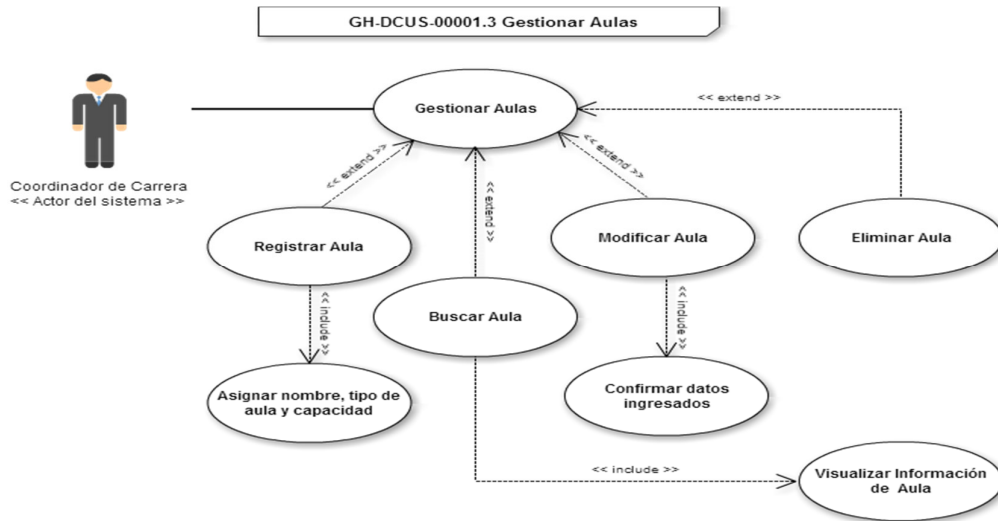 GH-DCUS-00001.3 Gestionar Aulas
Gestionar Aulas
<< extend >>
Coordinador de Carrera
<< Actor del sistema >>
<< extend >>
<< extend >>
<< extend >>
Registrar Aula
Modificar Aula
Eliminar Aula
<< include >>
Buscar Aula
<< include >>
Asignar nombre, tipo de
aula y capacidad
Confirmar datos
ingresados
<< include >>
Visualizar Información
de Aula